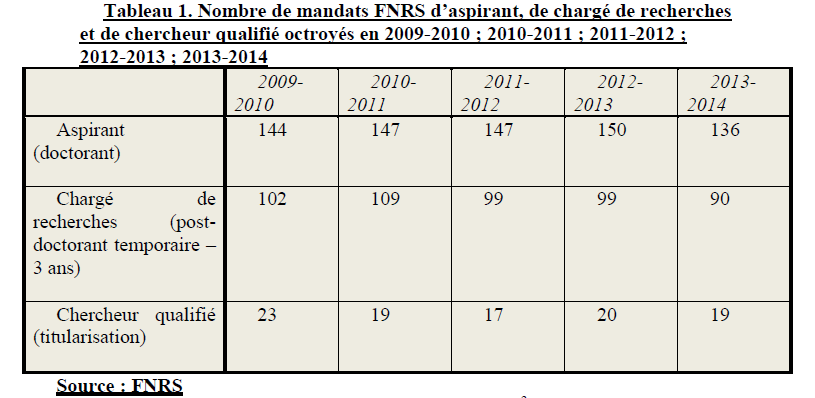 Tableau 1. Nombre de mandats FNRS d’aspirant, de chargé de recherches
et de chercheur qualifié octroyés en 2009-2010 ; 2010-2011 ; 2011-2012 ;
2012-2013 ; 2013-2014
2009- 2010- 2011- 2012- 2013-
2010 2011 2012 2013 2014
Aspirant 144 147 147 150 136
(doctorant)
Chargé de 102 109 99 99 90
recherches (post-
doctorant temporaire –
3 ans)
Chercheur qualifié 23 19 17 20 19
(titularisation)
Source : FNRS
2